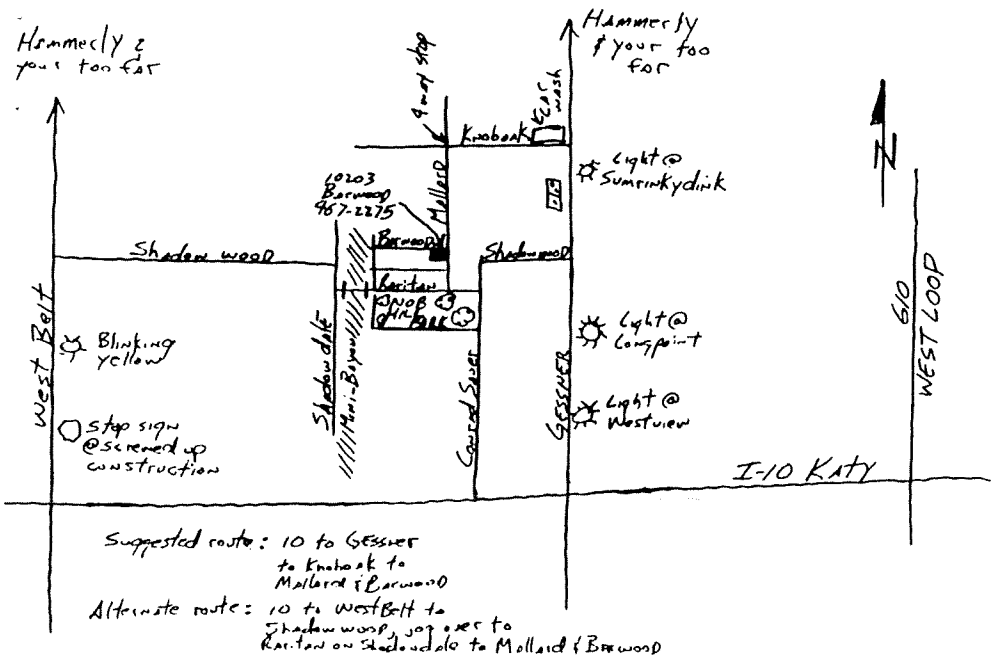 Hammerly &
your too far
Hammerly
& your too
far
4 way stop
Car
wash
Knoboak
Light @
Sumrinkydink
10203
Barwood
467-2275
Mallard
Barwood
Shadow wood
Shadowwood
Raritan
Knob
Hill
Park
West Belt
Blinking
yellow
Stop sign
@ screwed up
construction
Shadowdale
Mini-Bayou
Conrad Sauer
Gessner
Light @
Longpoint
Light @
Westview
N
610
West Loop
I-10 Katy
Suggested route: 10 to Gessner
to Knoboak to
Mallard & Barwood
Alternate route: 10 to West Belt to
Shadowwood, jog over to
Raritan on Shadowdale to Mallard & Barwood